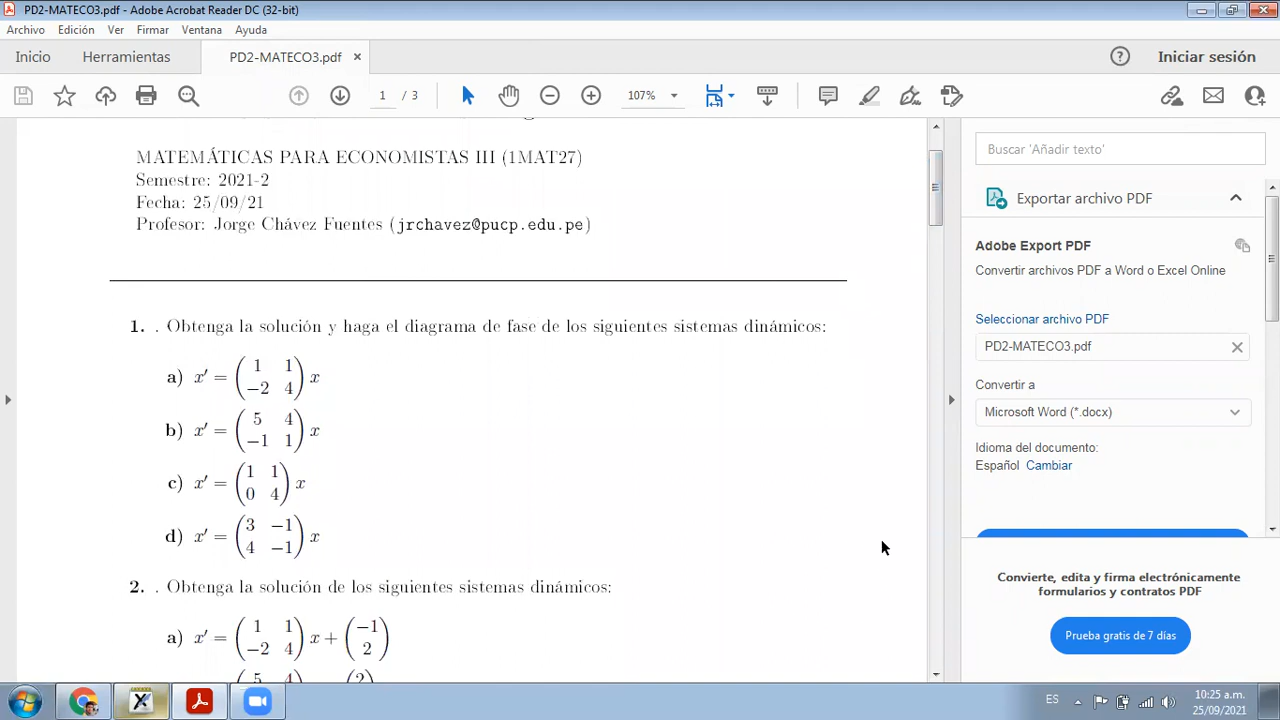 PD2-MATECO3.pdf - Adobe Acrobat Reader DC (32-bit)
Archivo Edición Ver Firmar Ventana Ayuda
Inicio Herramientas PD2-MATECO3.pdf × Iniciar sesión
1 / 3 107%
MATEMÁTICAS PARA ECONOMISTAS III (1MAT27)
Semestre: 2021-2
Fecha: 25/09/21
Profesor: Jorge Chávez Fuentes (jrchavez@pucp.edu.pe)
1. . Obtenga la solución y haga el diagrama de fase de los siguientes sistemas dinámicos:
a) x′ = (1 1
−2 4) x
b) x′ = (5 4
−1 1) x
c) x′ = (1 1
0 4) x
d) x′ = (3 −1
4 −1) x
2. . Obtenga la solución de los siguientes sistemas dinámicos:
a) x′ = (1 1
−2 4) x + (−1
2)
(5 4 (2
Buscar 'Añadir texto'
Exportar archivo PDF
Adobe Export PDF
Convertir archivos PDF a Word o Excel Online
Seleccionar archivo PDF
PD2-MATECO3.pdf
Convertir a
Microsoft Word (*.docx)
Idioma del documento:
Español Cambiar
Convierte, edita y firma electrónicamente
formularios y contratos PDF
Prueba gratis de 7 días
ES
10:25 a.m.
25/09/2021